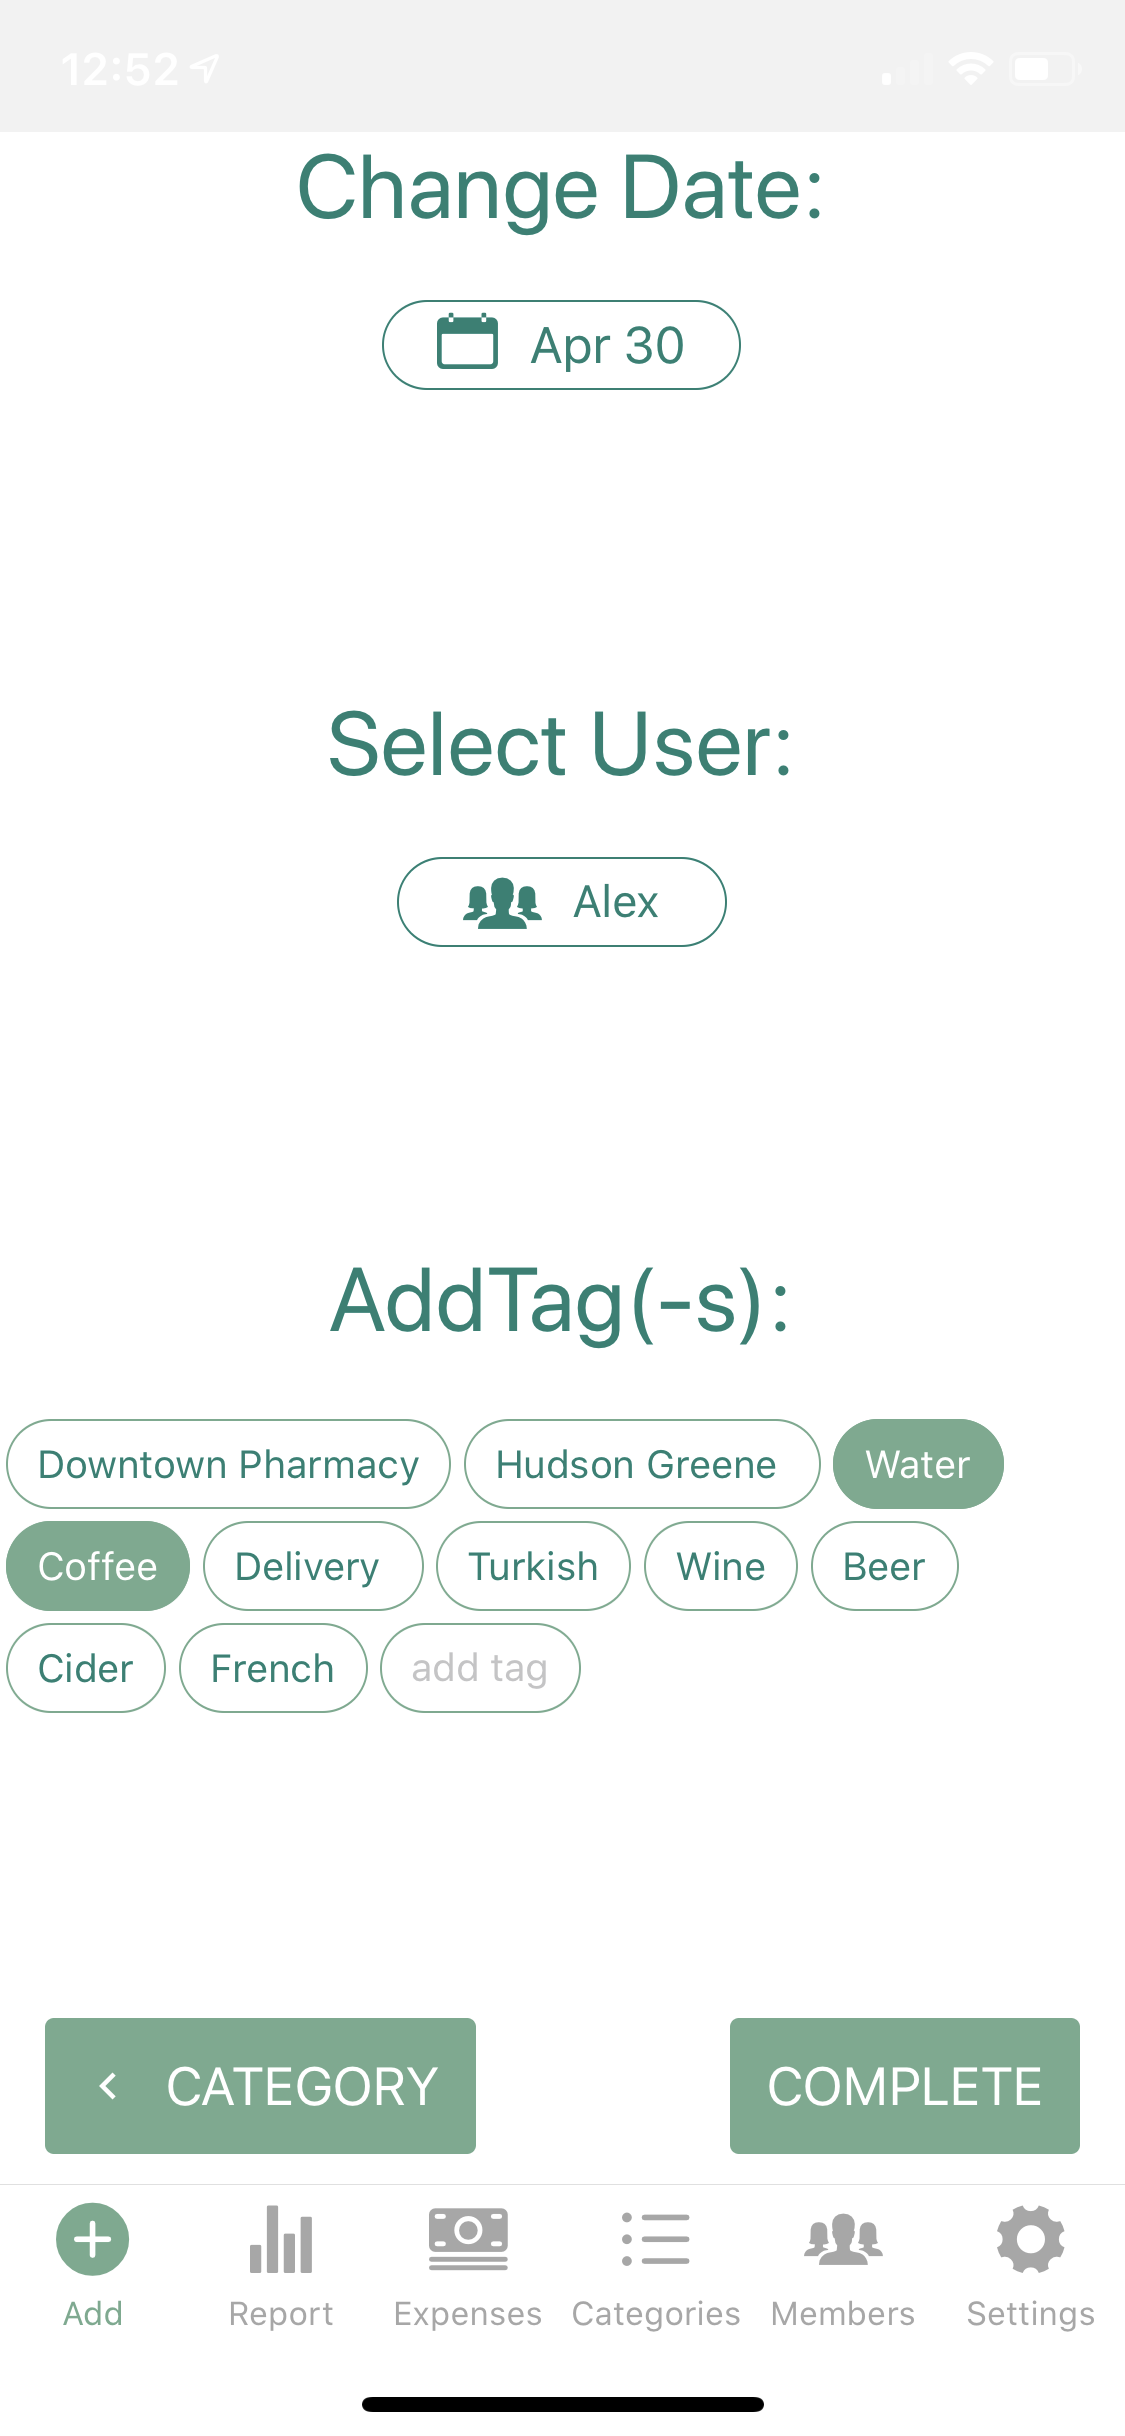 12:52
Change Date:
Apr 30
Select User:
Alex
AddTag(-s):
Downtown Pharmacy Hudson Greene Water
Coffee Delivery Turkish Wine Beer
Cider French add tag
CATEGORY COMPLETE
Add Report Expenses Categories Members Settings